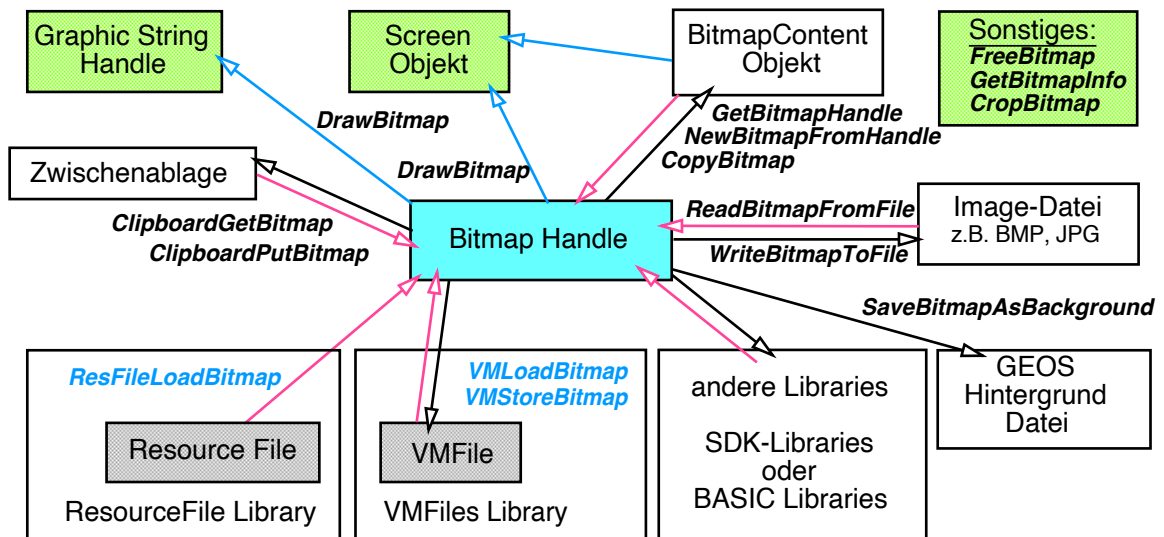 Graphic String
Handle
Screen
Objekt
BitmapContent
Objekt
Sonstiges:
FreeBitmap
GetBitmapInfo
CropBitmap
DrawBitmap
GetBitmapHandle
NewBitmapFromHandle
CopyBitmap
Zwischenablage
DrawBitmap
ClipboardGetBitmap
ClipboardPutBitmap
Bitmap Handle
ReadBitmapFromFile
WriteBitmapToFile
Image-Datei
z.B. BMP, JPG
SaveBitmapAsBackground
ResFileLoadBitmap
Resource File
ResourceFile Library
VMLoadBitmap
VMStoreBitmap
VMFile
VMFiles Library
andere Libraries
SDK-Libraries
oder
BASIC Libraries
GEOS
Hintergrund
Datei